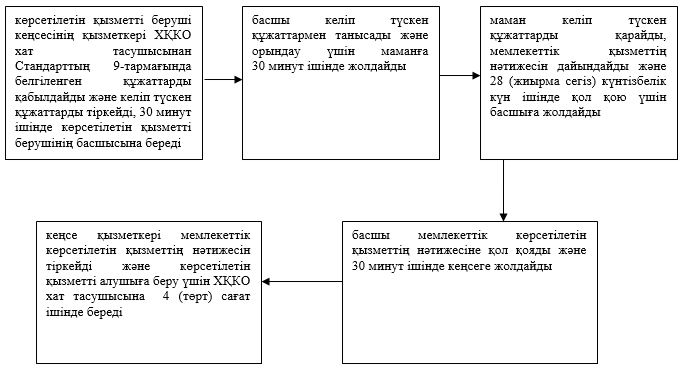 көрсетілетін қызметті беруші
кеңсесінің қызметкері ХҚКО
хат тасушысынан
Стандарттың 9-тармағында
белгіленген құжаттарды
қабылдайды және келіп түскен
құжаттарды тіркейді, 30 минут
ішінде көрсетілетін қызметті
берушінің басшысына береді
басшы келіп түскен
құжаттармен танысады және
орындау үшін маманға
30 минут ішінде жолдайды
маман келіп түскен
құжаттарды қарайды,
мемлекеттік қызметтің
нәтижесін дайындайды және
28 (жиырма сегіз) күнтізбелік
күн ішінде қол қою үшін
басшыға жолдайды
басшы мемлекеттік көрсетілетін
қызметтің нәтижесіне қол қояды және
30 минут ішінде кеңсеге жолдайды
кеңсе қызметкері мемлекеттік
көрсетілетін қызметтің нәтижесін
тіркейді және көрсетілетін
қызметті алушыға беру үшін ХҚКО
хат тасушысына 4 (төрт) сағат
ішінде береді